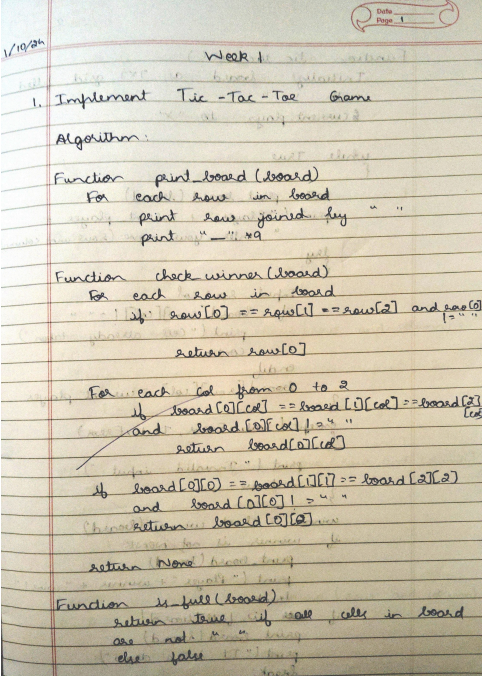 Date
Page 1
1/10/24
Week 1
1. Implement Tic - Tac - Toe Game
Algorithm:
Function print_board (board)
For each row in board
print row joined by " "
print "—" *9
Function check_winner (board)
For each row in board
if row[0] == row[1] == row[2] and row[0]
!= " "
return row[0]
For each col from 0 to 2
if board[0][col] == board [1][col] == board[2]
[col]
and board[0][col] != " "
return board[0][col]
if board[0][0] == board[1][1] == board[2][2]
and board [0][0] != " "
return board [0][2]
return None
Function is_full (board)
return true if all cells in board
are not " "
else false